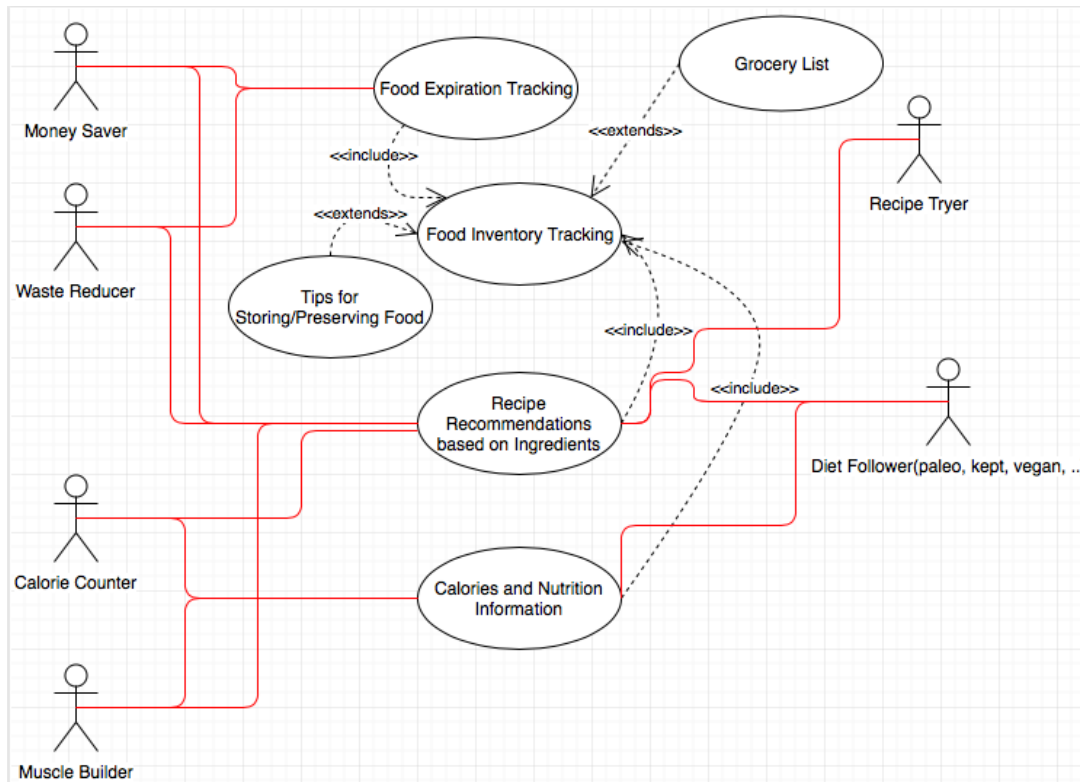 Money Saver
Food Expiration Tracking
Grocery List
<<extends>>
<<include>>
Recipe Tryer
<<extends>>
Food Inventory Tracking
Waste Reducer
Tips for
Storing/Preserving Food
<<include>>
<<include>>
Recipe
Recommendations
based on Ingredients
Diet Follower(paleo, kept, vegan, ..
Calorie Counter
Calories and Nutrition
Information
Muscle Builder